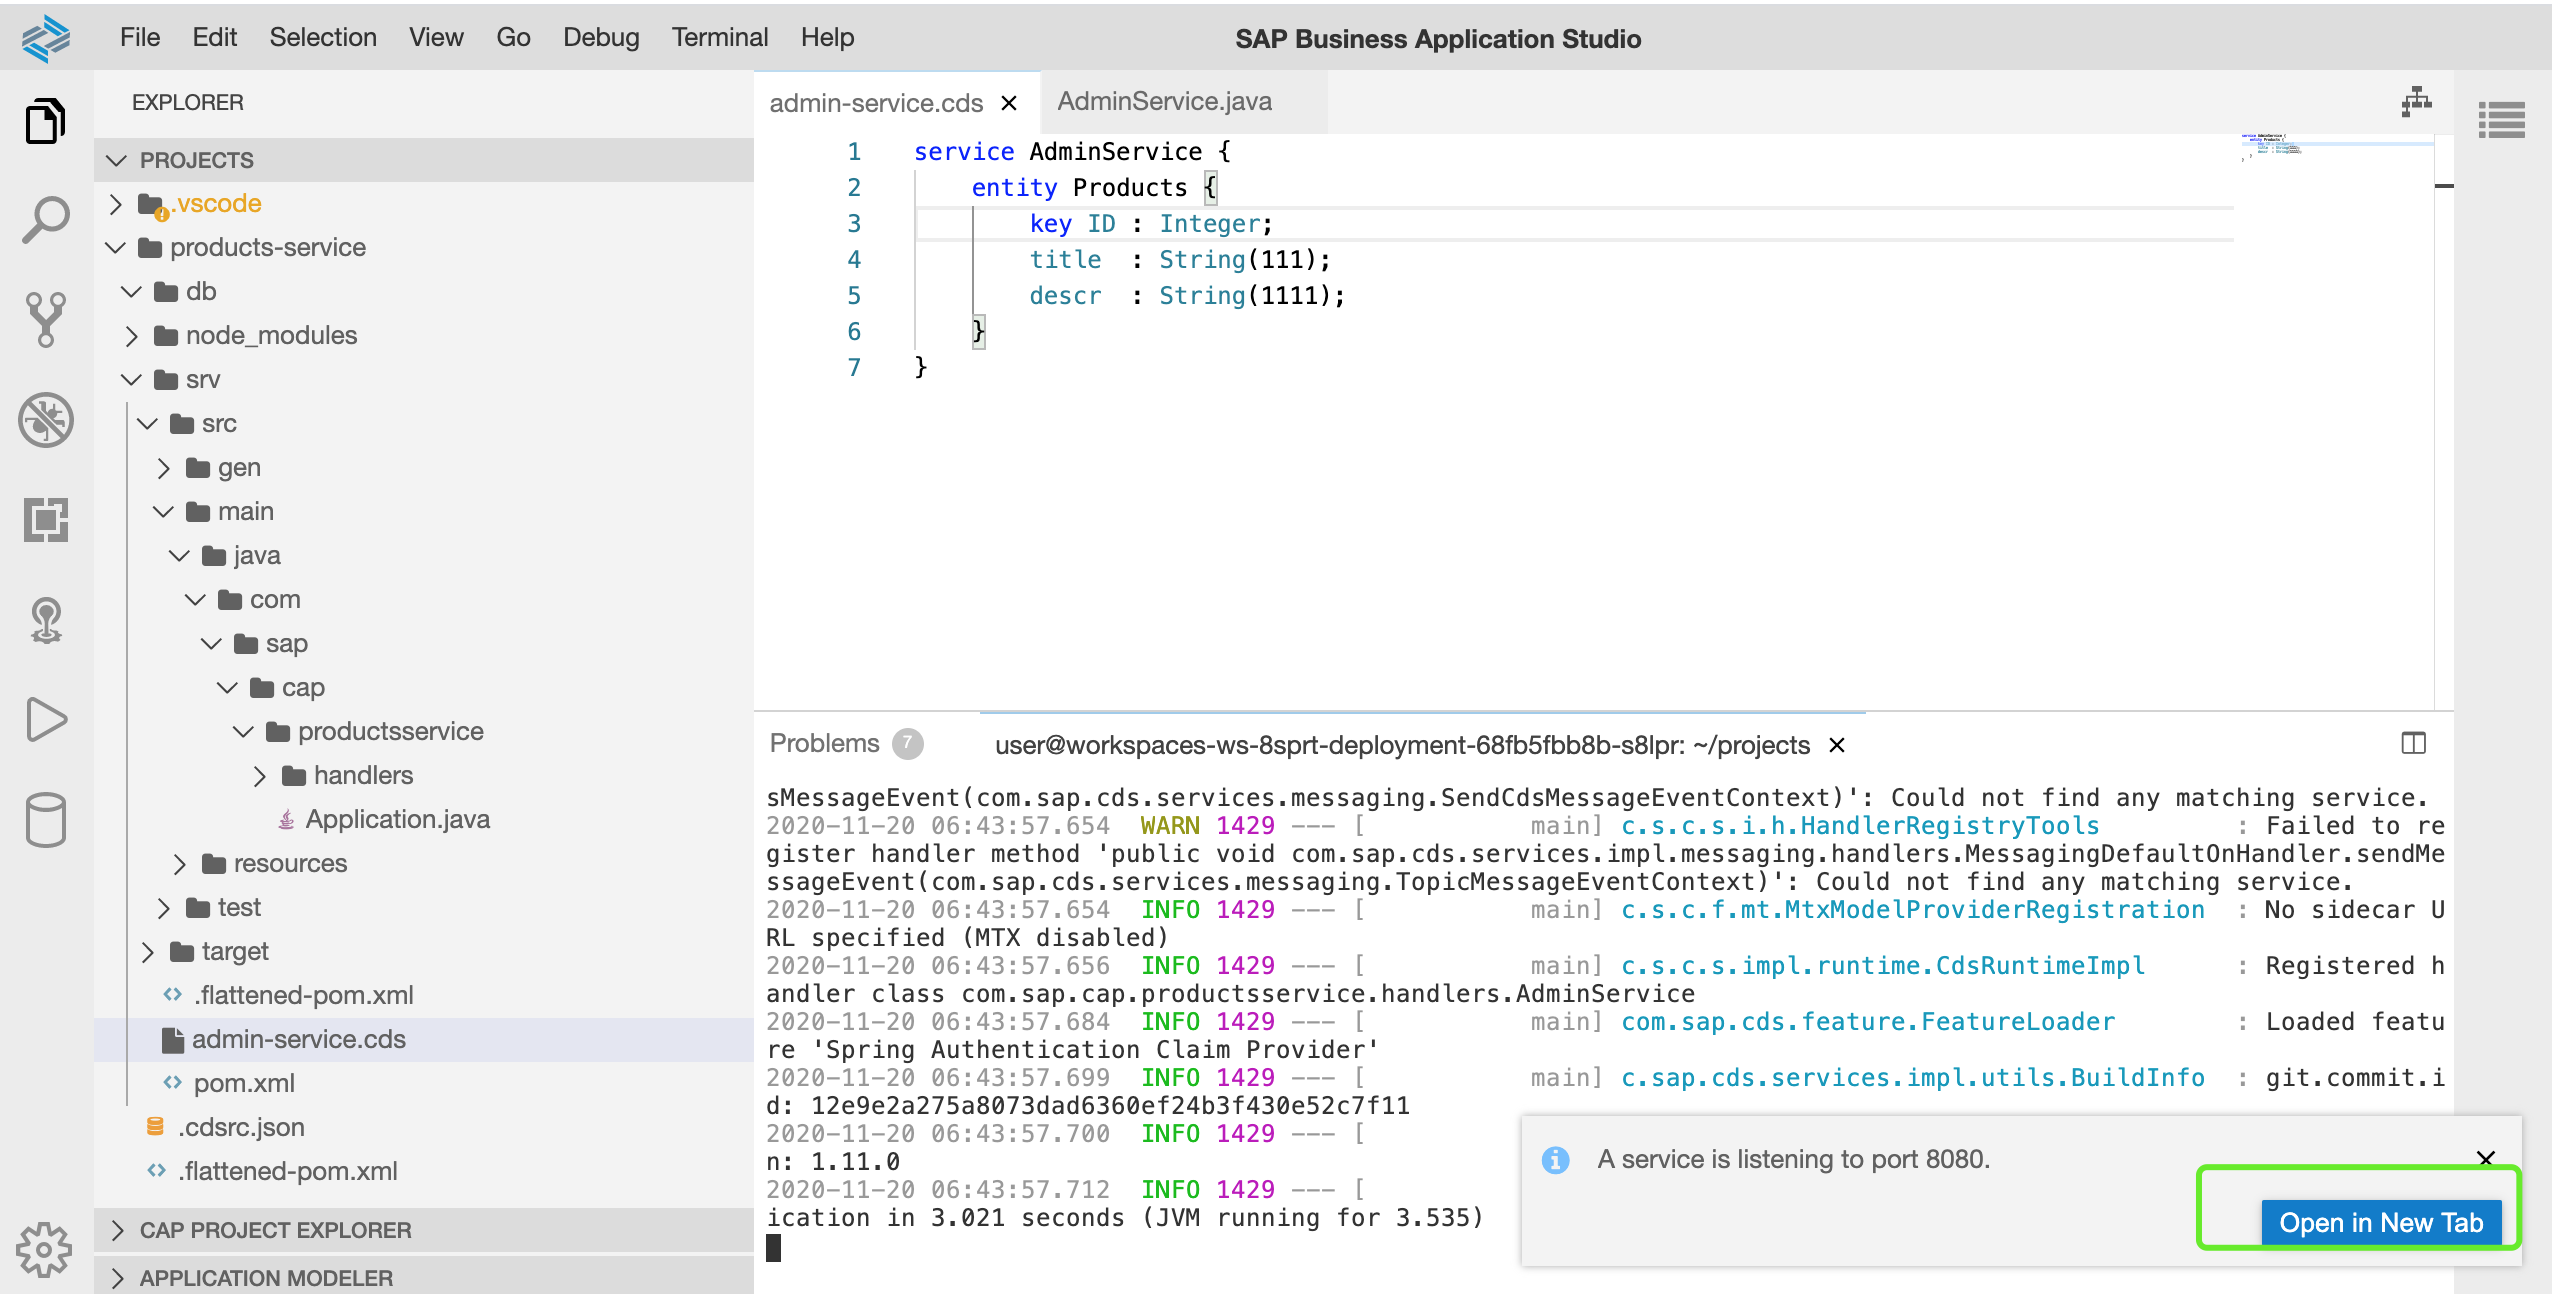 File Edit Selection View Go Debug Terminal Help
SAP Business Application Studio
EXPLORER
PROJECTS
.vscode
products-service
db
node_modules
srv
src
gen
main
java
com
sap
cap
productsservice
handlers
Application.java
resources
test
target
.flattened-pom.xml
admin-service.cds
pom.xml
.cdsrc.json
.flattened-pom.xml
CAP PROJECT EXPLORER
APPLICATION MODELER
admin-service.cds
AdminService.java
1 service AdminService {
2 entity Products {
3 key ID : Integer;
4 title : String(111);
5 descr : String(1111);
6 }
7 }
Problems 7
user@workspaces-ws-8sprt-deployment-68fb5fbb8b-s8lpr: ~/projects
sMessageEvent(com.sap.cds.services.messaging.SendCdsMessageEventContext)': Could not find any matching service.
2020-11-20 06:43:57.654 WARN 1429 --- [ main] c.s.c.s.i.h.HandlerRegistryTools : Failed to re
gister handler method 'public void com.sap.cds.services.impl.messaging.handlers.MessagingDefaultOnHandler.sendMe
ssageEvent(com.sap.cds.services.messaging.TopicMessageEventContext)': Could not find any matching service.
2020-11-20 06:43:57.654 INFO 1429 --- [ main] c.s.c.f.mt.MtxModelProviderRegistration : No sidecar U
RL specified (MTX disabled)
2020-11-20 06:43:57.656 INFO 1429 --- [ main] c.s.c.s.impl.runtime.CdsRuntimeImpl : Registered h
andler class com.sap.cap.productsservice.handlers.AdminService
2020-11-20 06:43:57.684 INFO 1429 --- [ main] com.sap.cds.feature.FeatureLoader : Loaded featu
re 'Spring Authentication Claim Provider'
2020-11-20 06:43:57.699 INFO 1429 --- [ main] c.sap.cds.services.impl.utils.BuildInfo : git.commit.i
d: 12e9e2a275a8073dad6360ef24b3f430e52c7f11
2020-11-20 06:43:57.700 INFO 1429 --- [
n: 1.11.0
2020-11-20 06:43:57.712 INFO 1429 --- [
ication in 3.021 seconds (JVM running for 3.535)
A service is listening to port 8080.
Open in New Tab